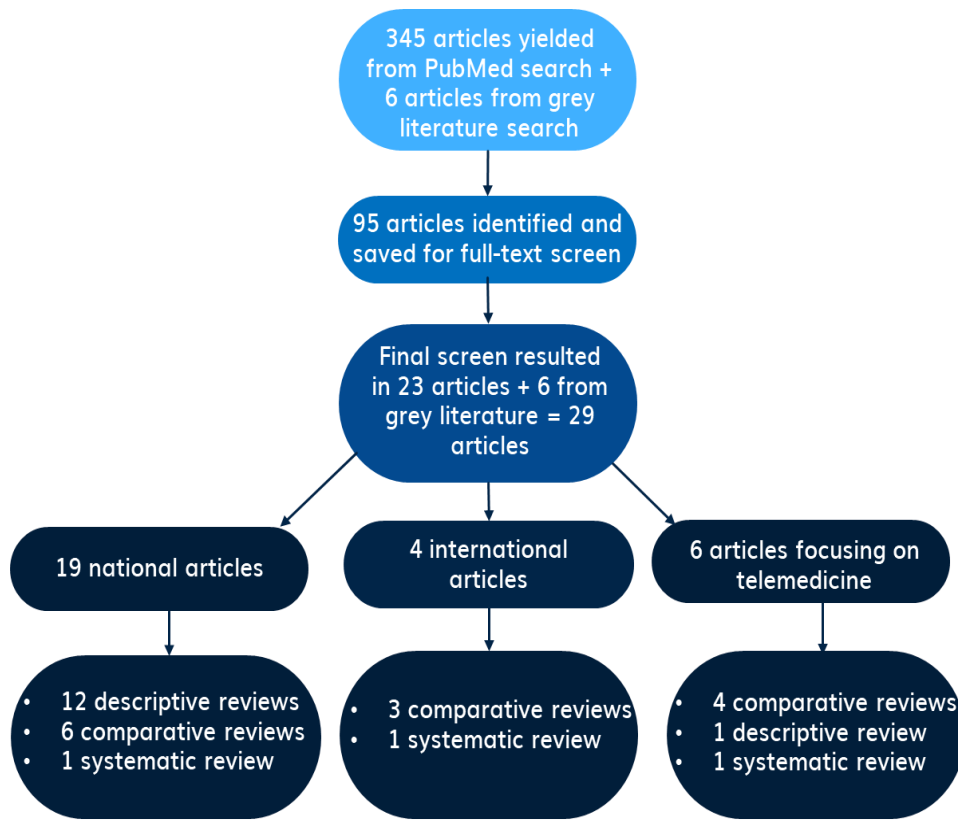 345 articles yielded
from PubMed search +
6 articles from grey
literature search
95 articles identified and
saved for full-text screen
Final screen resulted
in 23 articles + 6 from
grey literature = 29
articles
19 national articles
4 international
articles
6 articles focusing on
telemedicine
• 12 descriptive reviews
• 6 comparative reviews
• 1 systematic review
• 3 comparative reviews
• 1 systematic review
• 4 comparative reviews
• 1 descriptive review
• 1 systematic review